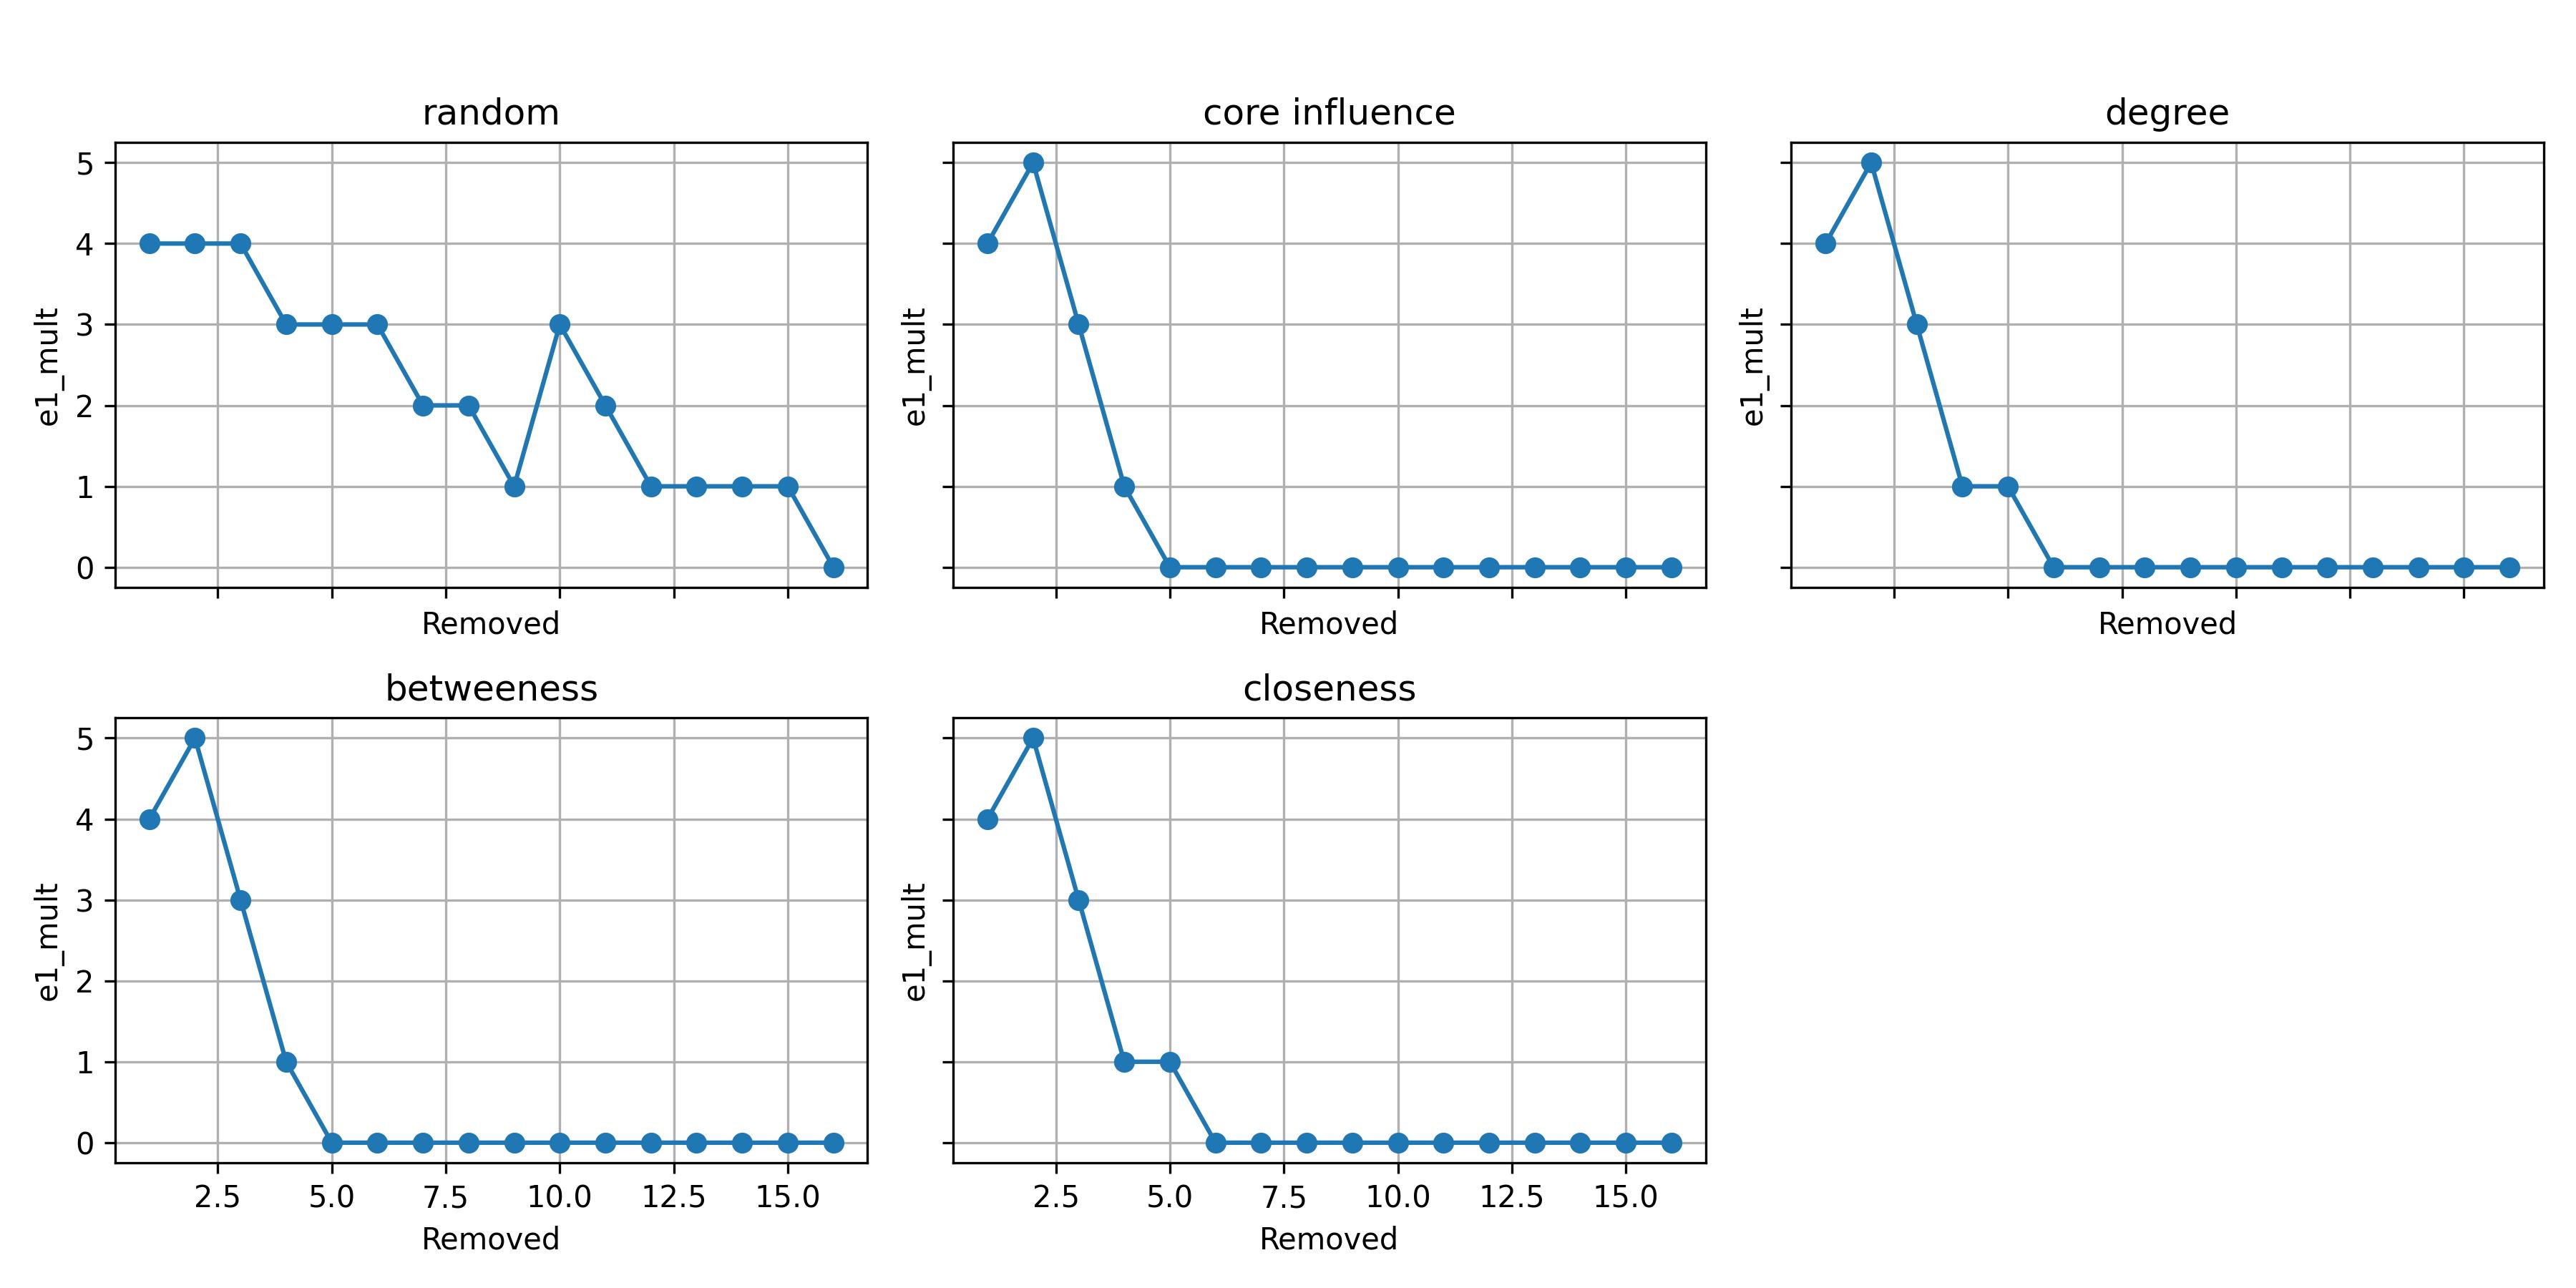 random
core influence
degree
5
4
3
2
1
0
e1_mult
e1_mult
e1_mult
Removed
Removed
Removed
betweeness
closeness
5
4
3
2
1
0
e1_mult
e1_mult
2.5 5.0 7.5 10.0 12.5 15.0
2.5 5.0 7.5 10.0 12.5 15.0
Removed
Removed